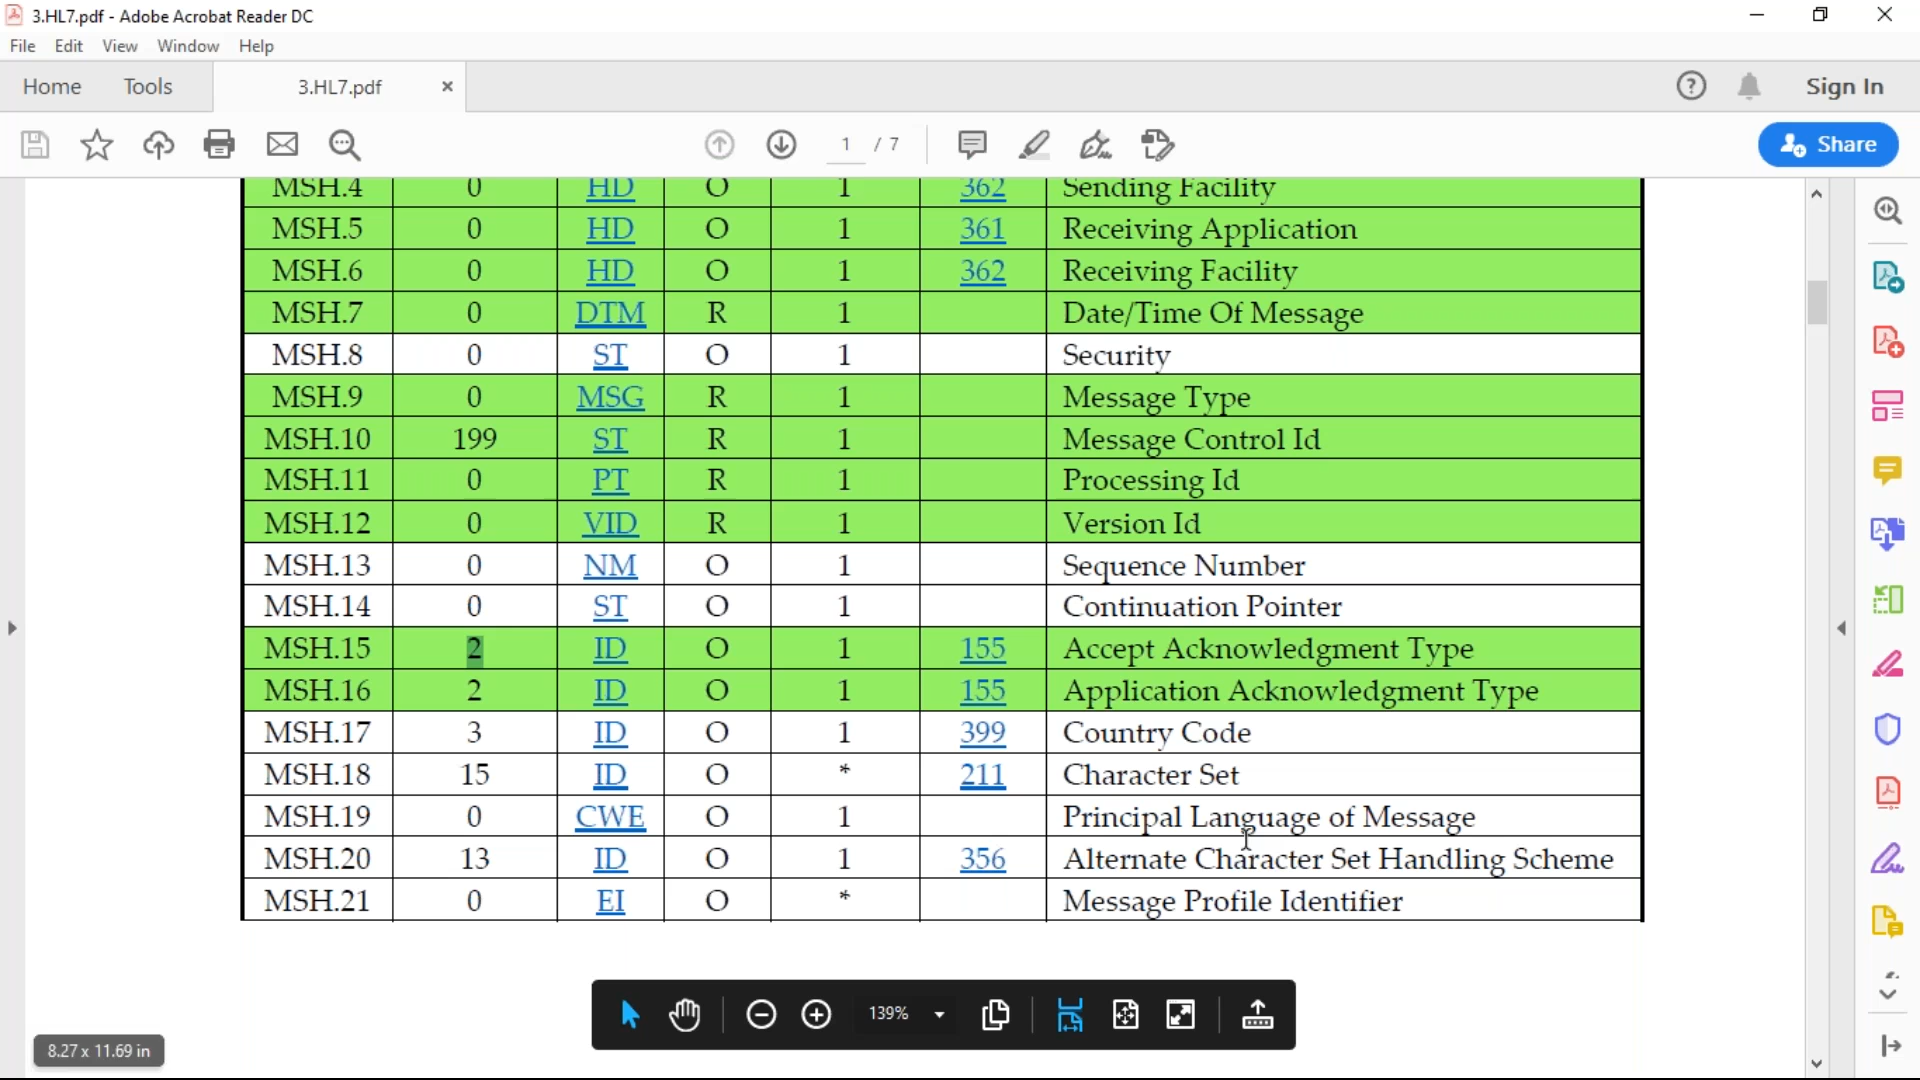 3.HL7.pdf - Adobe Acrobat Reader DC
File Edit View Window Help
Home Tools 3.HL7.pdf Sign In
1 / 7 Share
MSH.4 0 HD O 1 362 Sending Facility
MSH.5 0 HD O 1 361 Receiving Application
MSH.6 0 HD O 1 362 Receiving Facility
MSH.7 0 DTM R 1 Date/Time Of Message
MSH.8 0 ST O 1 Security
MSH.9 0 MSG R 1 Message Type
MSH.10 199 ST R 1 Message Control Id
MSH.11 0 PT R 1 Processing Id
MSH.12 0 VID R 1 Version Id
MSH.13 0 NM O 1 Sequence Number
MSH.14 0 ST O 1 Continuation Pointer
MSH.15 2 ID O 1 155 Accept Acknowledgment Type
MSH.16 2 ID O 1 155 Application Acknowledgment Type
MSH.17 3 ID O 1 399 Country Code
MSH.18 15 ID O * 211 Character Set
MSH.19 0 CWE O 1 Principal Language of Message
MSH.20 13 ID O 1 356 Alternate Character Set Handling Scheme
MSH.21 0 EI O * Message Profile Identifier
139%
8.27 x 11.69 in